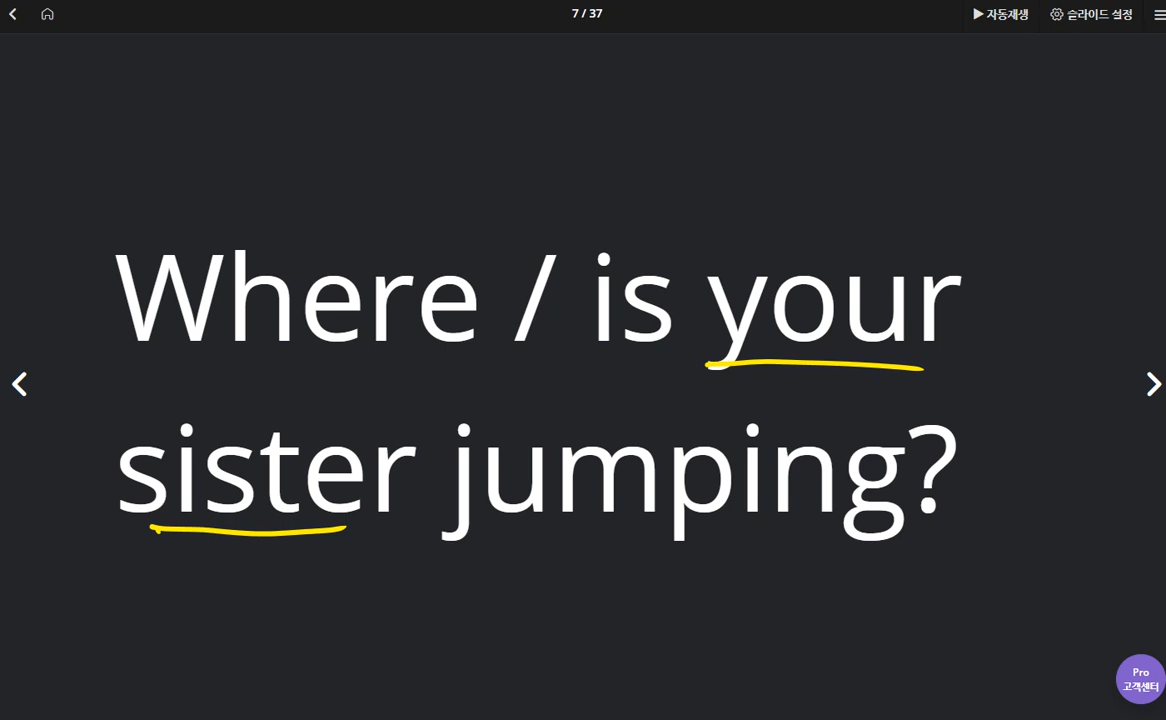 7 / 37
▶ 자동재생
슬라이드 설정
Where / is your
sister jumping?
Pro
고객센터